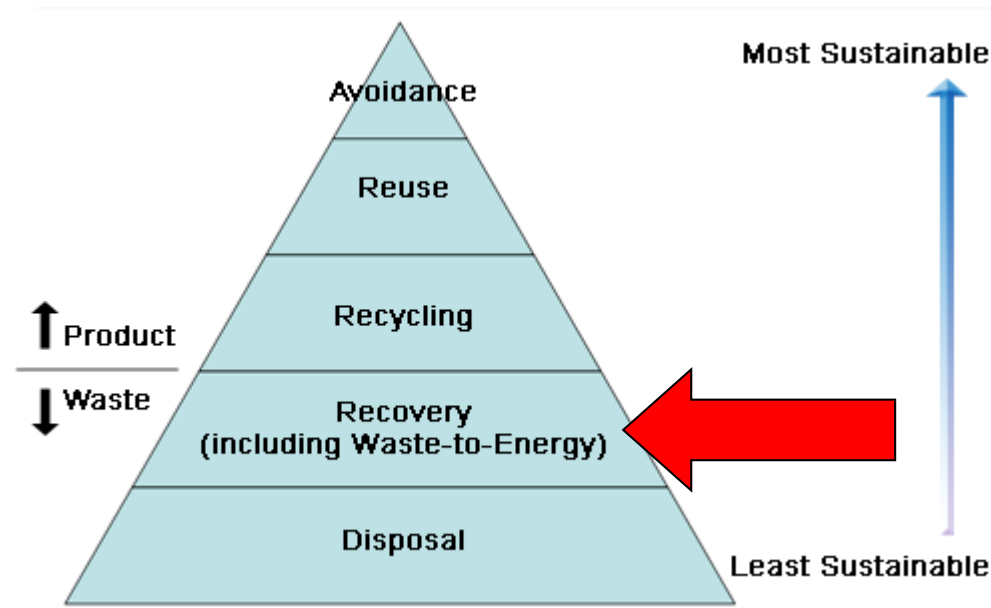 Most Sustainable
Avoidance
Reuse
Recycling
Product
Waste
Recovery
(including Waste-to-Energy)
Disposal
Least Sustainable